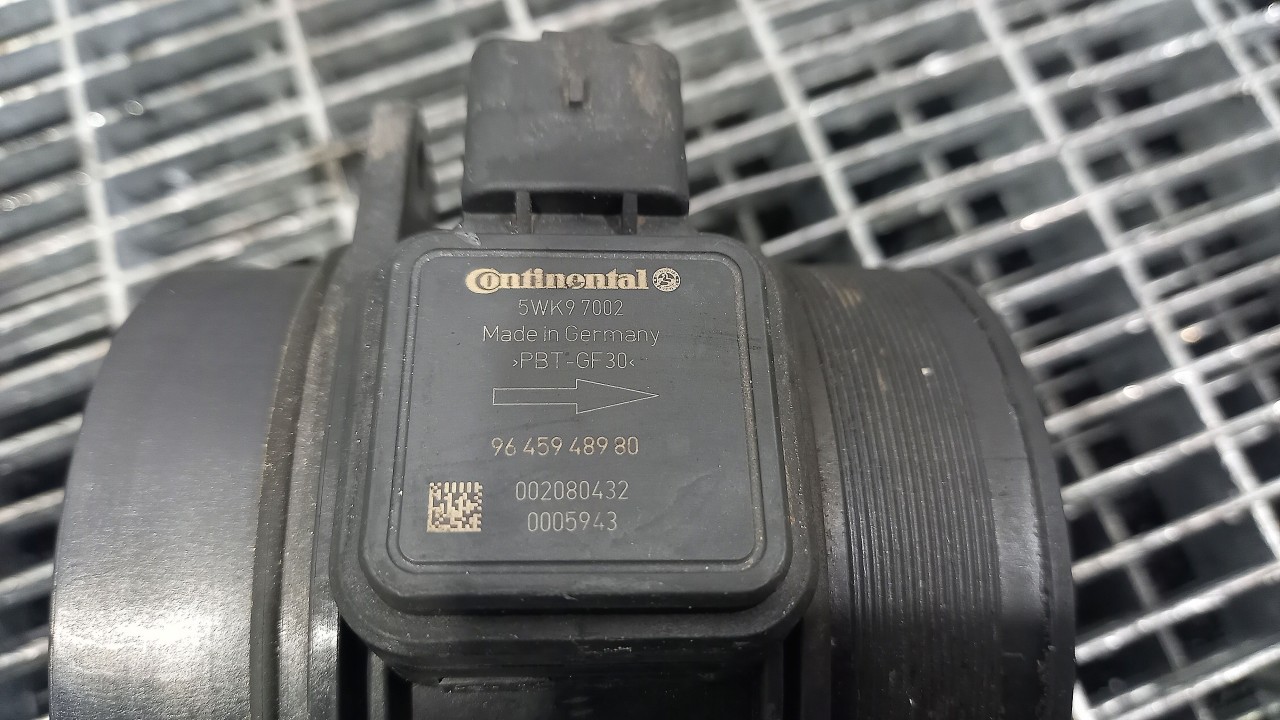 Continental
5WK9 7002
Made in Germany
>PBT-GF30<
96 459 489 80
002080432
0005943